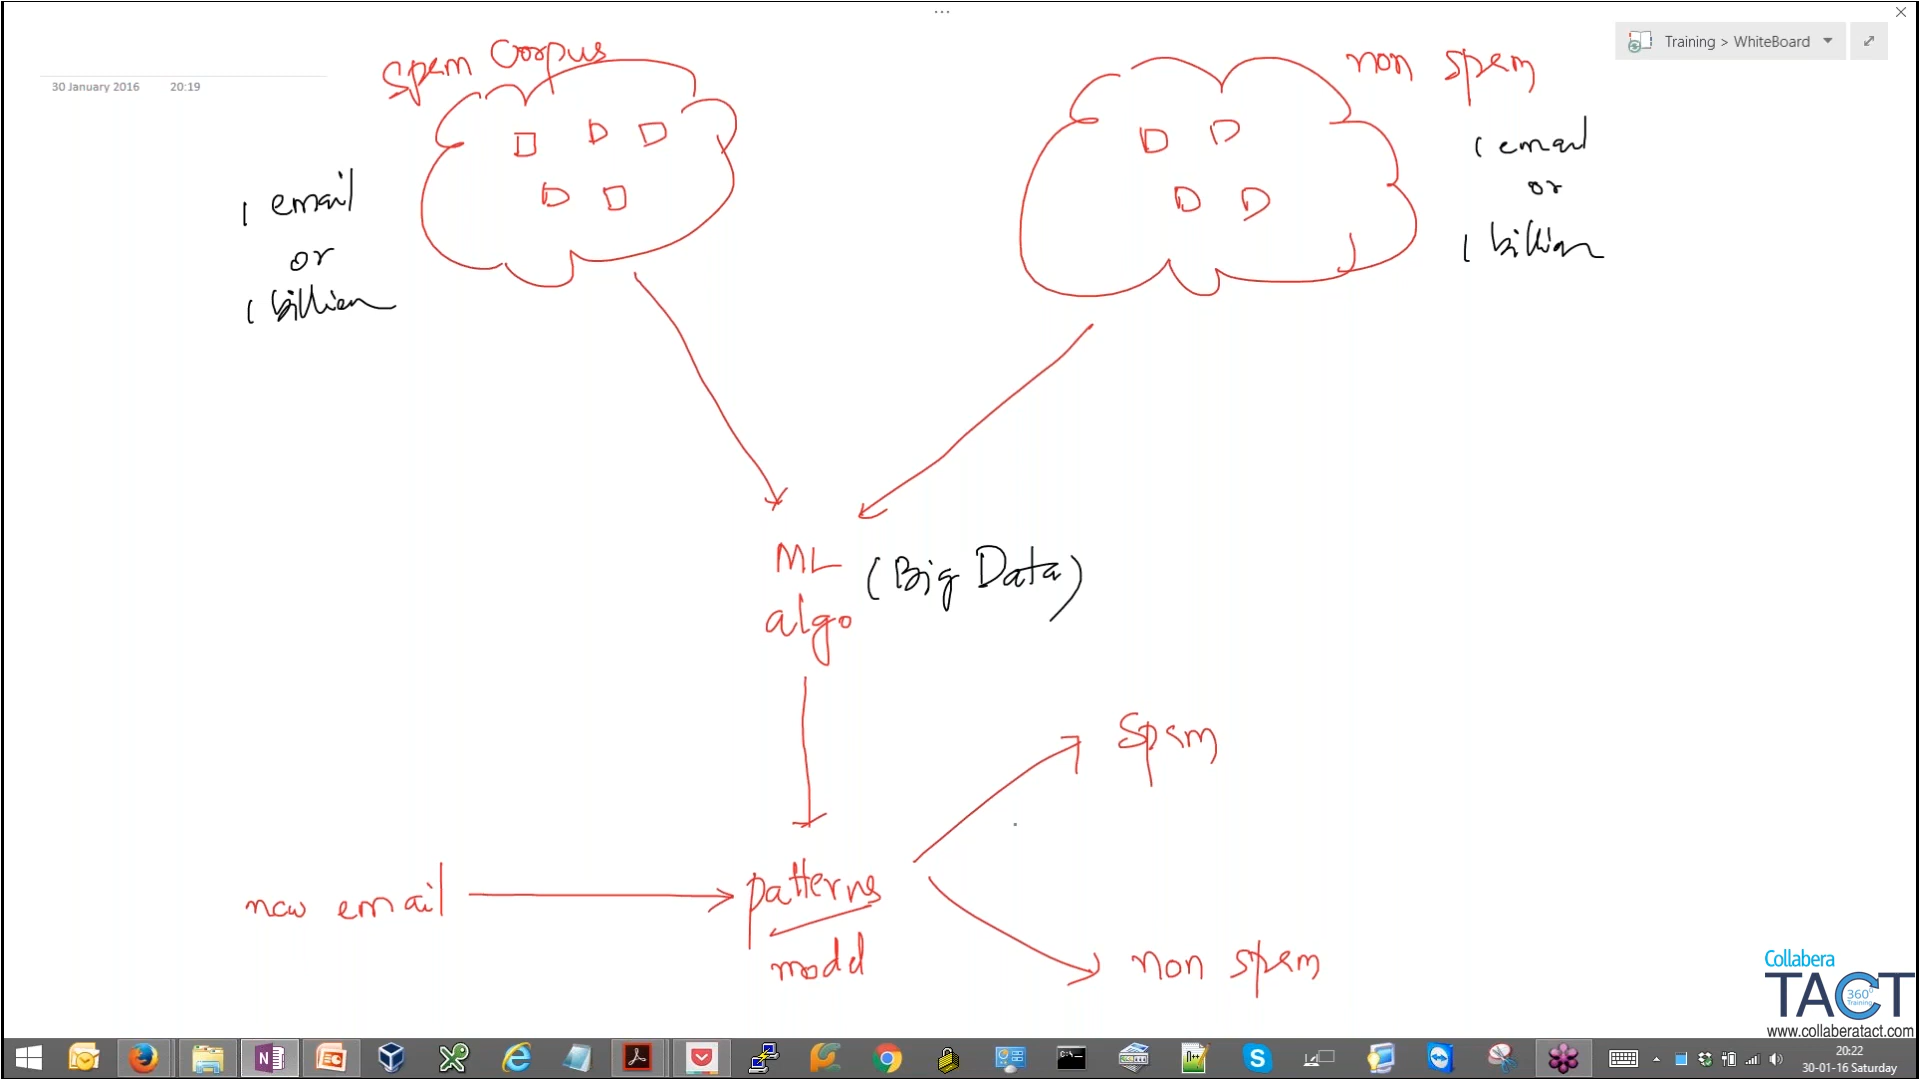 Training > WhiteBoard
30 January 2016 20:19
spam Corpus
non spam
1 email
or
1 billion
1 email
or
1 billion
ML
algo
(Big Data)
new email
patterns
model
spam
non spam
Collabera
TACT
360°
Training
www.collaberatact.com
20:22
30-01-16 Saturday